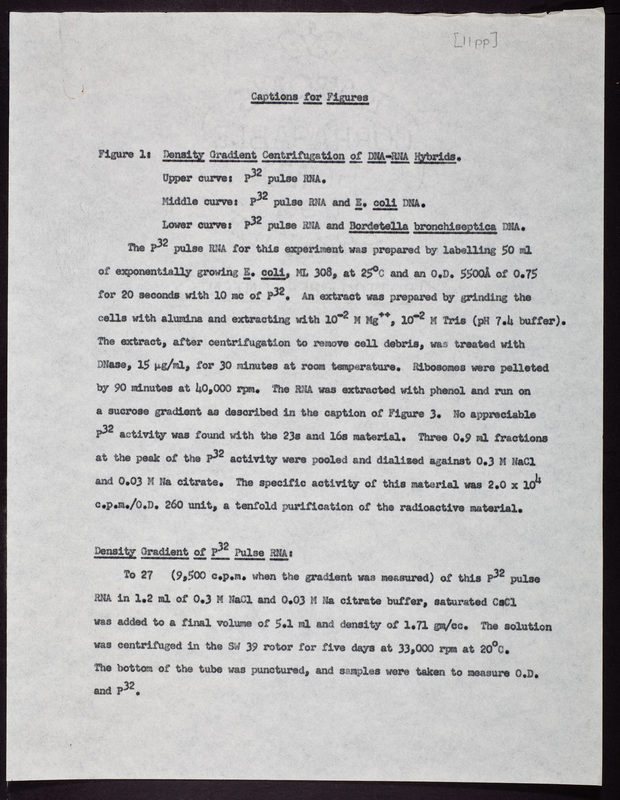 [11pp]
Captions for Figures
Figure 1: Density Gradient Centrifugation of DNA-RNA Hybrids.
Upper curve: P32 pulse RNA.
Middle curve: P32 pulse RNA and E. coli DNA.
Lower curve: P32 pulse RNA and Bordetella bronchiseptica DNA.
The P32 pulse RNA for this experiment was prepared by labelling 50 ml
of exponentially growing E. coli, ML 308, at 25°C and an O.D. 5500Å of 0.75
for 20 seconds with 10 mc of P32. An extract was prepared by grinding the
cells with alumina and extracting with 10-2 M Mg++, 10-2 M Tris (pH 7.4 buffer).
The extract, after centrifugation to remove cell debris, was treated with
DNase, 15 µg/ml, for 30 minutes at room temperature. Ribosomes were pelleted
by 90 minutes at 40,000 rpm. The RNA was extracted with phenol and run on
a sucrose gradient as described in the caption of Figure 3. No appreciable
P32 activity was found with the 23s and 16s material. Three 0.9 ml fractions
at the peak of the P32 activity were pooled and dialized against 0.3 M NaCl
and 0.03 M Na citrate. The specific activity of this material was 2.0 x 104
c.p.m./O.D. 260 unit, a tenfold purification of the radioactive material.
Density Gradient of P32 Pulse RNA:
To 27 (9,500 c.p.m. when the gradient was measured) of this P32 pulse
RNA in 1.2 ml of 0.3 M NaCl and 0.03 M Na citrate buffer, saturated CsCl
was added to a final volume of 5.1 ml and density of 1.71 gm/cc. The solution
was centrifuged in the SW 39 rotor for five days at 33,000 rpm at 20°C.
The bottom of the tube was punctured, and samples were taken to measure O.D.
and P32.